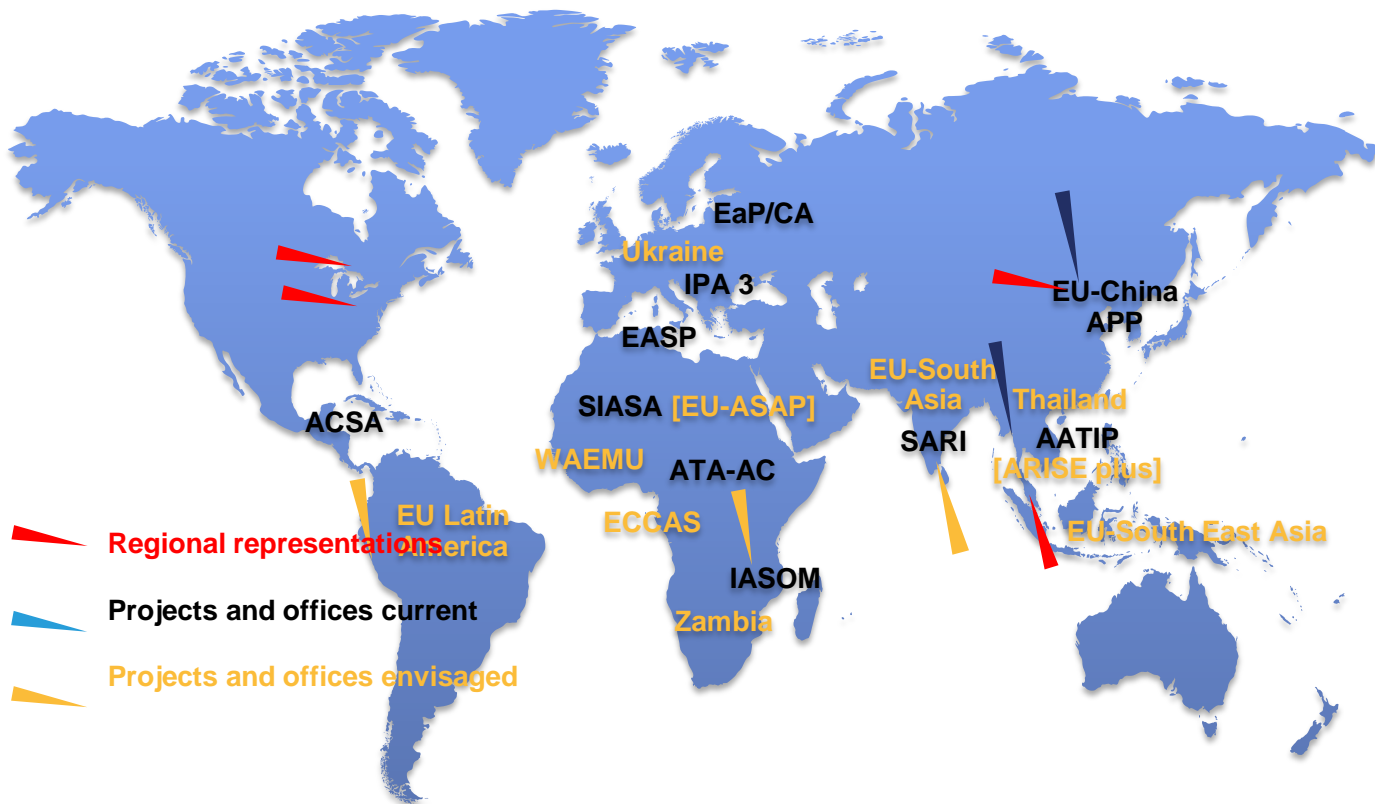 EaP/CA
Ukraine
IPA 3
EU-China
APP
EASP
EU-South
Asia
Thailand
SIASA [EU-ASAP]
ACSA
SARI
AATIP
WAEMU
ATA-AC
[ARISE plus]
EU Latin
America
ECCAS
EU-South East Asia
IASOM
Zambia
Regional representations
Projects and offices current
Projects and offices envisaged